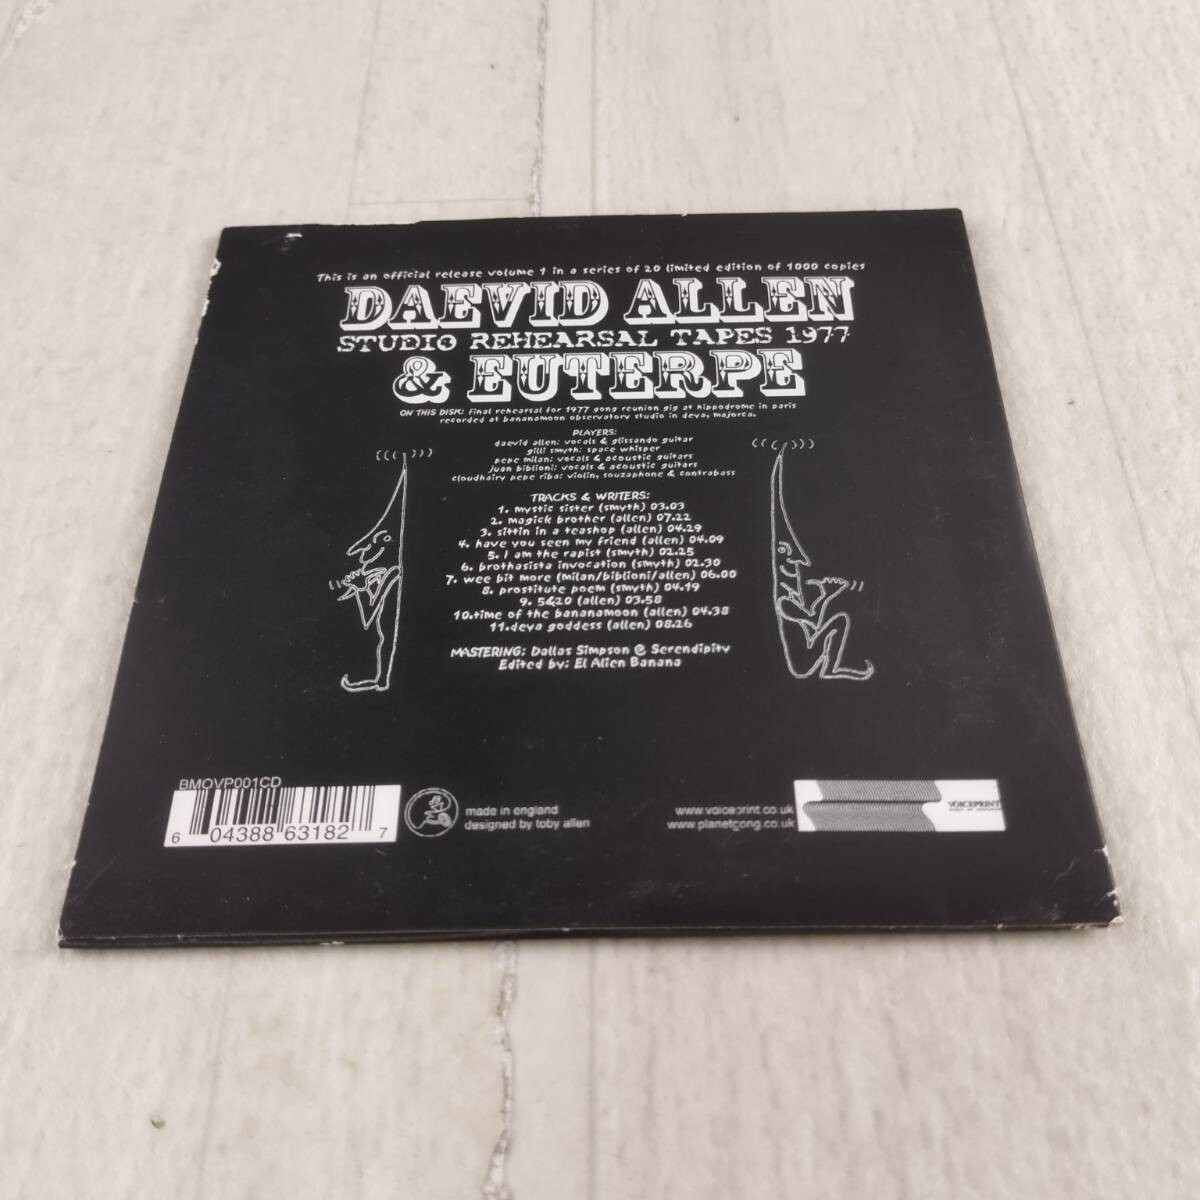 This is an official release volume 1 in a series of 20 limited edition of 1000 copies
DAEVID ALLEN
STUDIO REHEARSAL TAPES 1977
& EUTERPE
ON THIS DISK: final rehearsal for 1977 gong reunion gig at hippodrome in paris
recorded at bananamoon observatory studio in deya, majorca.
PLAYERS:
daevid allen: vocals & glissando guitar
gilli smyth: space whisper
pepe milan: vocals & acoustic guitars
juan biblioni: vocals & acoustic guitars
cloudhairy pepe riba: violin, souzaphone & contrabass
TRACKS & WRITERS:
1. mystic sister (smyth) 03.03
2. magick brother (allen) 07.22
3. sittin in a teashop (allen) 04.29
4. have you seen my friend (allen) 04.09
5. I am the rapist (smyth) 02.25
6. brothasista invocation (smyth) 02.30
7. wee bit more (milan/biblioni/allen) 06.00
8. prostitute poem (smyth) 04.19
9. 5&20 (allen) 03.58
10. time of the bananamoon (allen) 04.38
11. deya goddess (allen) 08.26
MASTERING: Dallas Simpson @ Serendipity
Edited by: El Alien Banana
BMOVP001CD
6 04388 63182 7
made in england
designed by toby allen
www.voiceprint.co.uk
www.planetgong.co.uk
VOICEPRINT